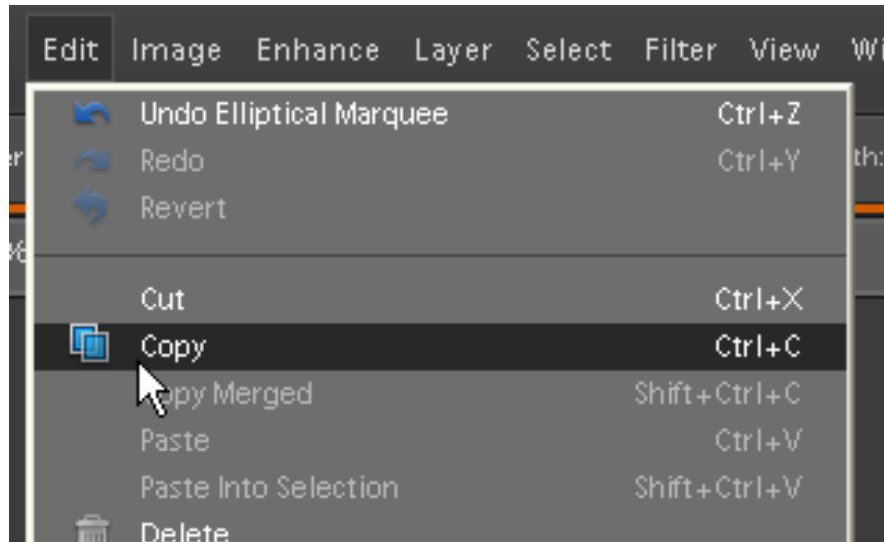 Edit Image Enhance Layer Select Filter View
Undo Elliptical Marquee Ctrl+Z
Redo Ctrl+Y
Revert
Cut Ctrl+X
Copy Ctrl+C
Merged Shift+Ctrl+C
Paste Ctrl+V
Paste Into Selection Shift+Ctrl+V
Delete